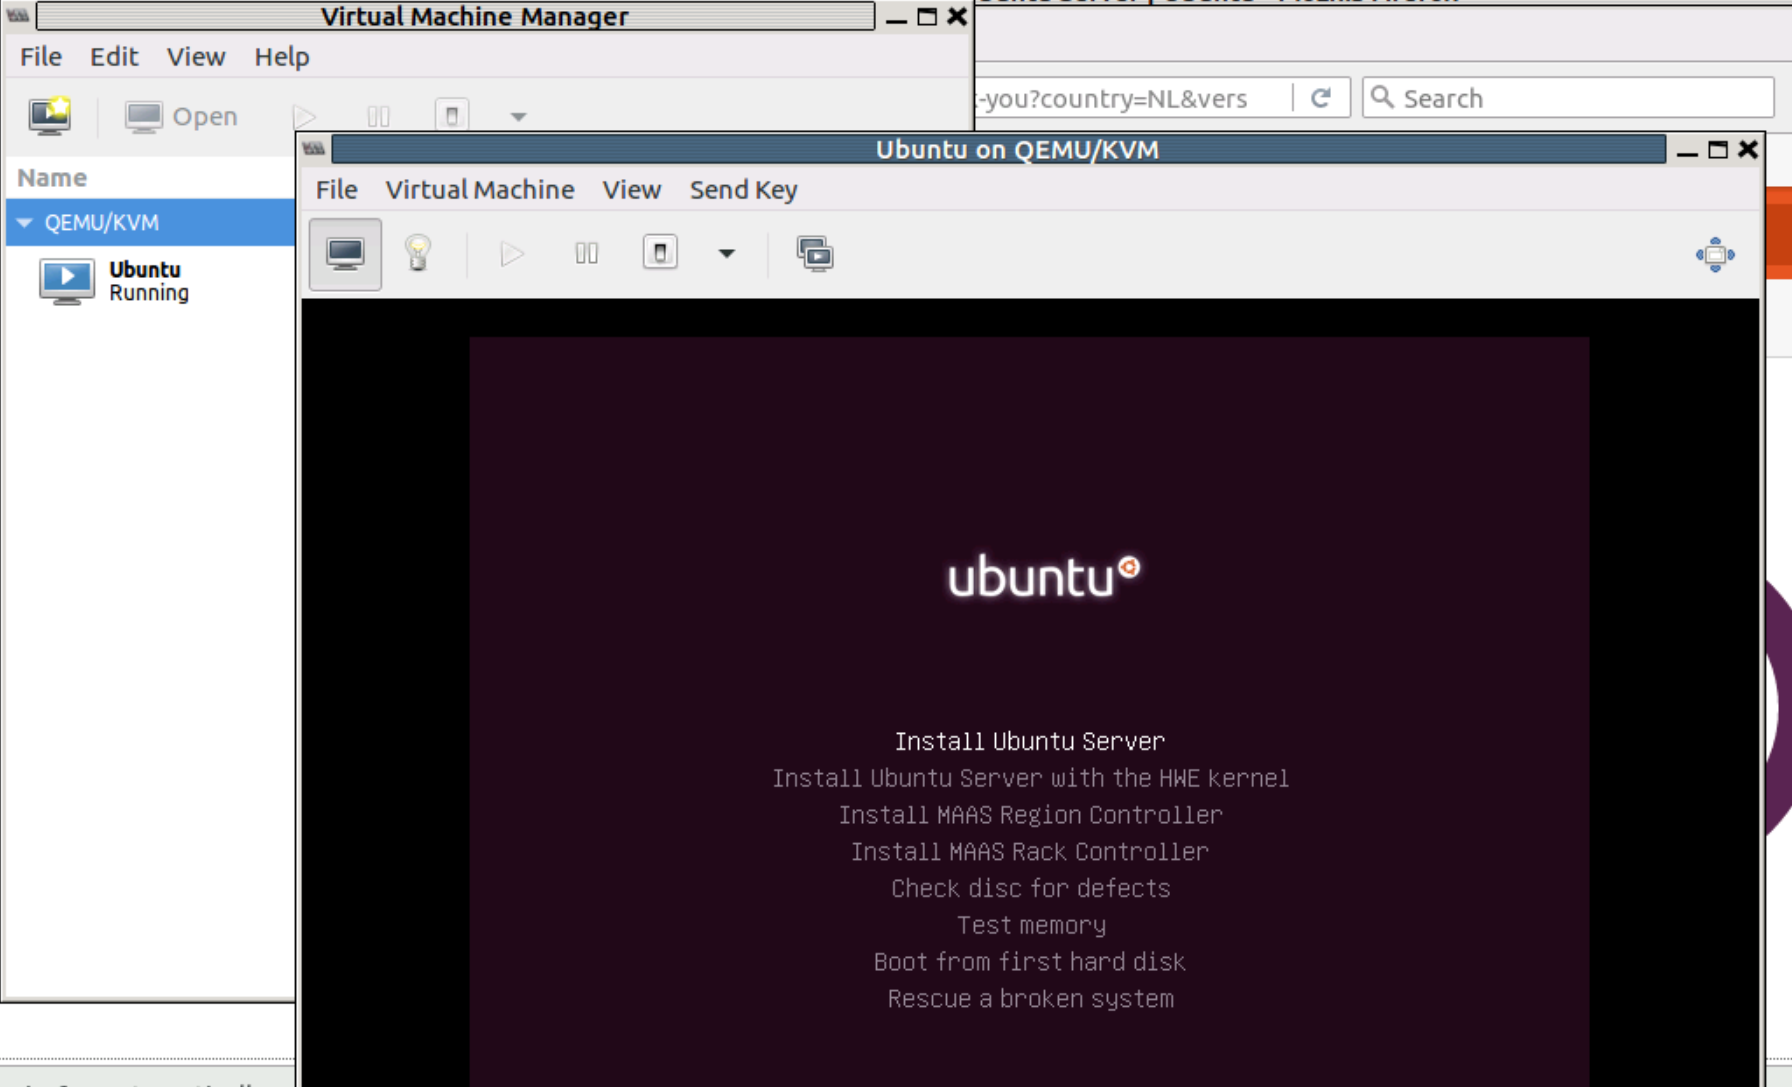 Virtual Machine Manager
File Edit View Help
Open
-you?country=NL&vers
Search
Name
QEMU/KVM
Ubuntu
Running
Ubuntu on QEMU/KVM
File Virtual Machine View Send Key
ubuntu
Install Ubuntu Server
Install Ubuntu Server with the HWE kernel
Install MAAS Region Controller
Install MAAS Rack Controller
Check disc for defects
Test memory
Boot from first hard disk
Rescue a broken system